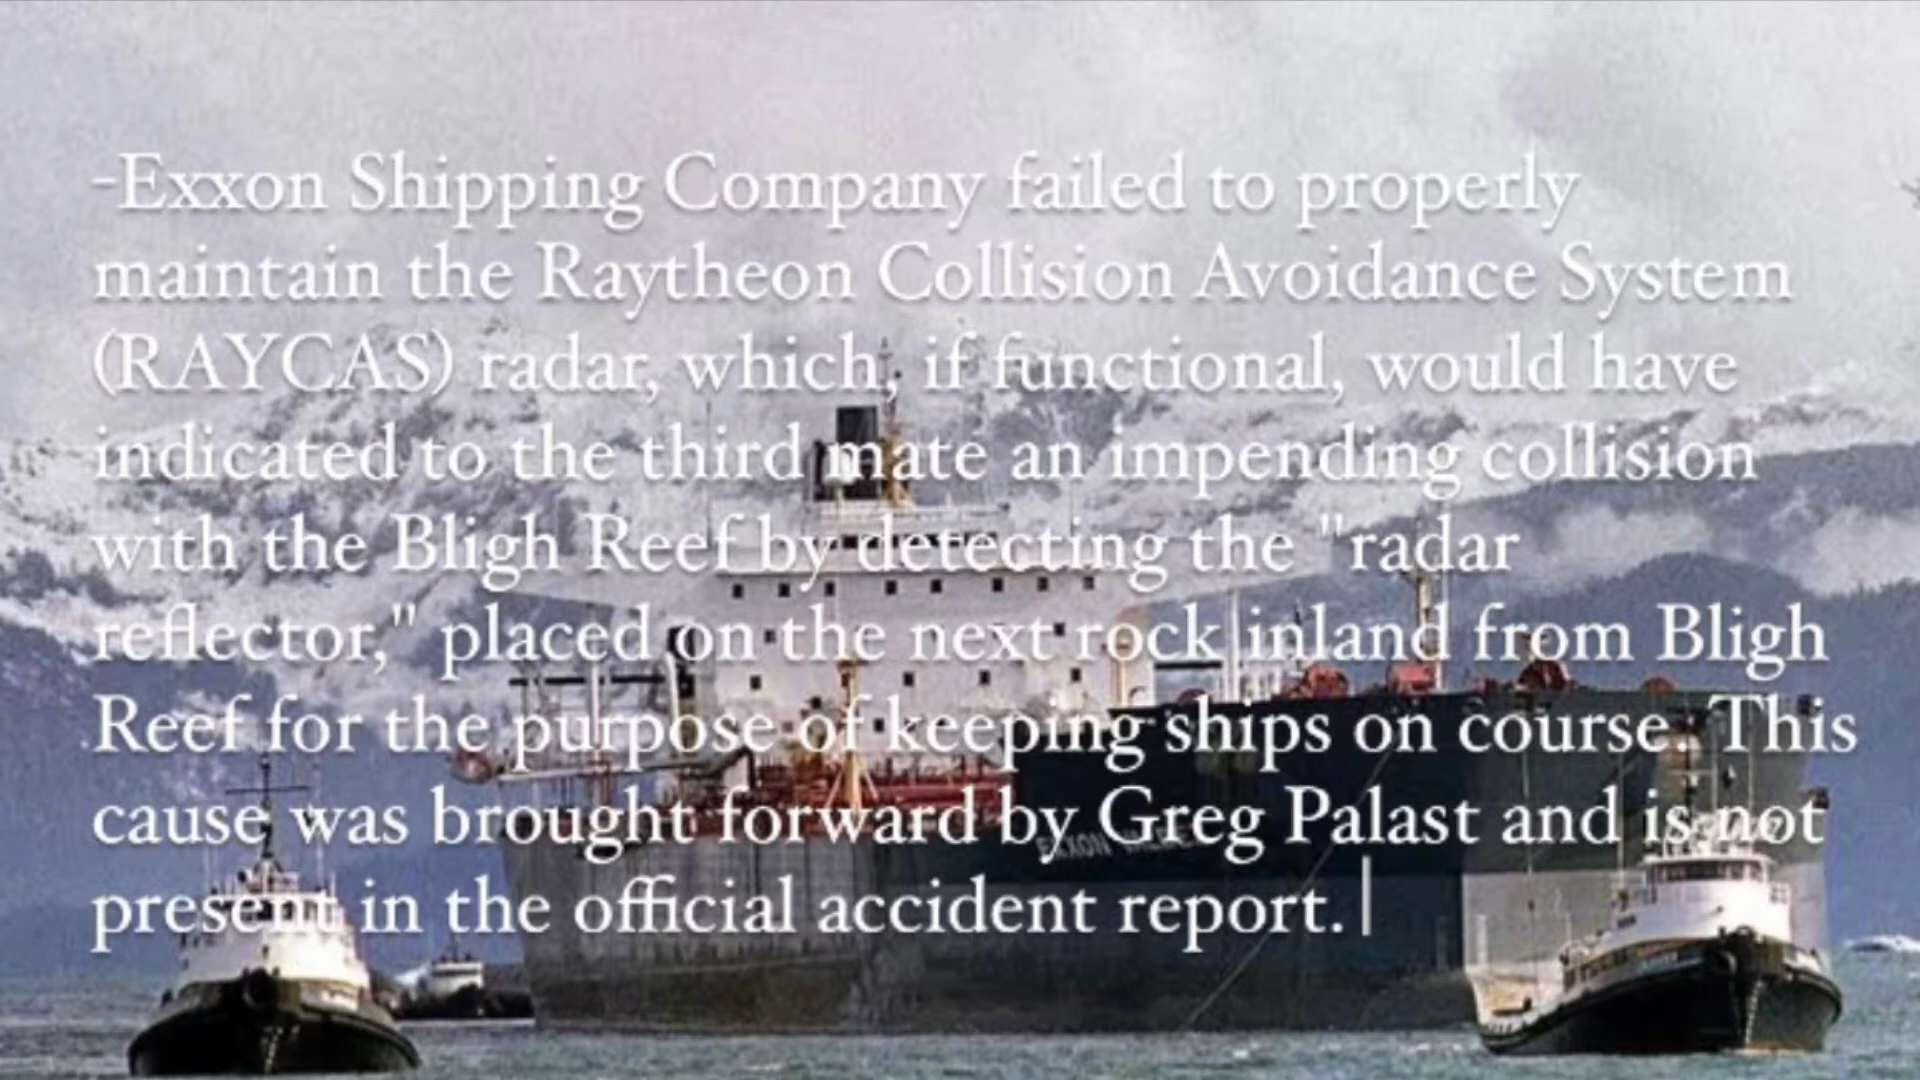 -Exxon Shipping Company failed to properly
maintain the Raytheon Collision Avoidance System
(RAYCAS) radar, which, if functional, would have
indicated to the third mate an impending collision
with the Bligh Reef by detecting the "radar
reflector," placed on the next rock inland from Bligh
Reef for the purpose of keeping ships on course. This
cause was brought forward by Greg Palast and is not
present in the official accident report.
EXXON